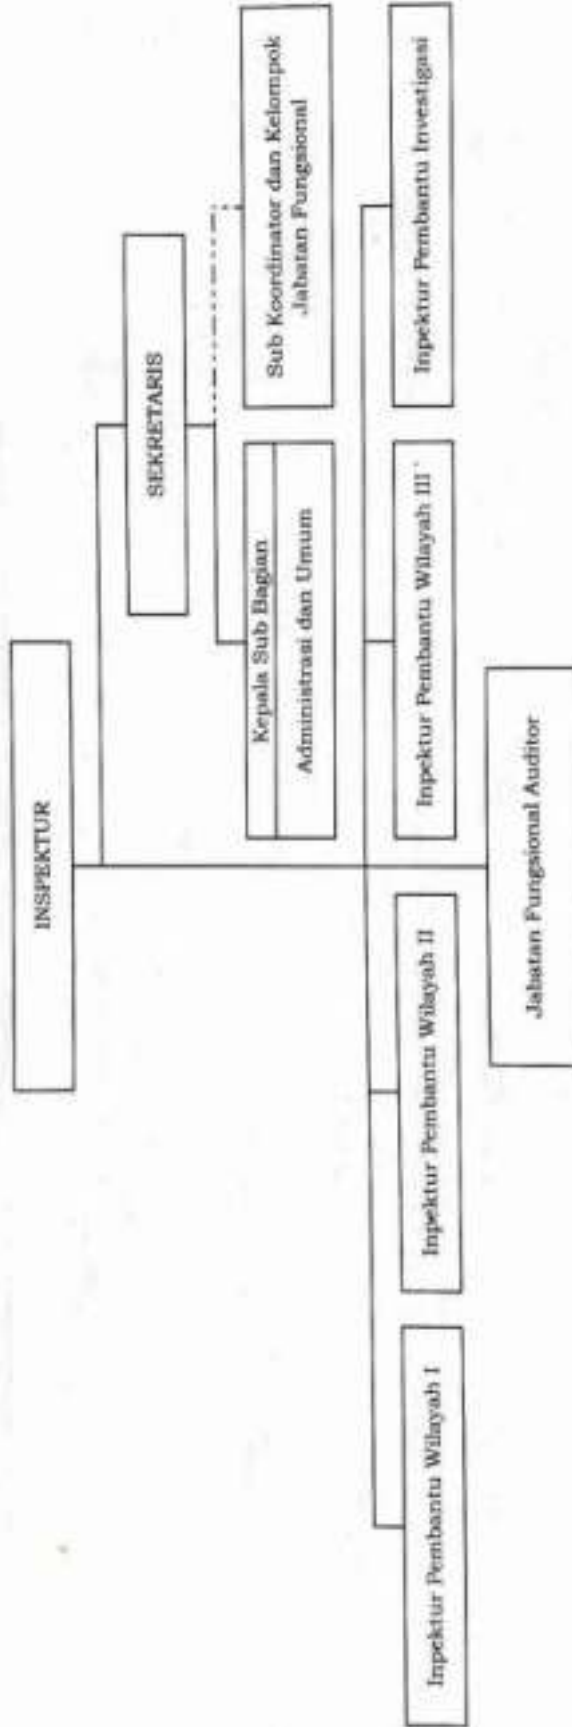 INSPEKTUR
SEKRETARIS
Kepala Sub Bagian
Administrasi dan Umum
Sub Koordinator dan Kelompok
Jabatan Fungsional
Inpektur Pembantu Wilayah I
Inpektur Pembantu Wilayah II
Inpektur Pembantu Wilayah III
Inpektur Pembantu Investigasi
Jabatan Fungsional Auditor